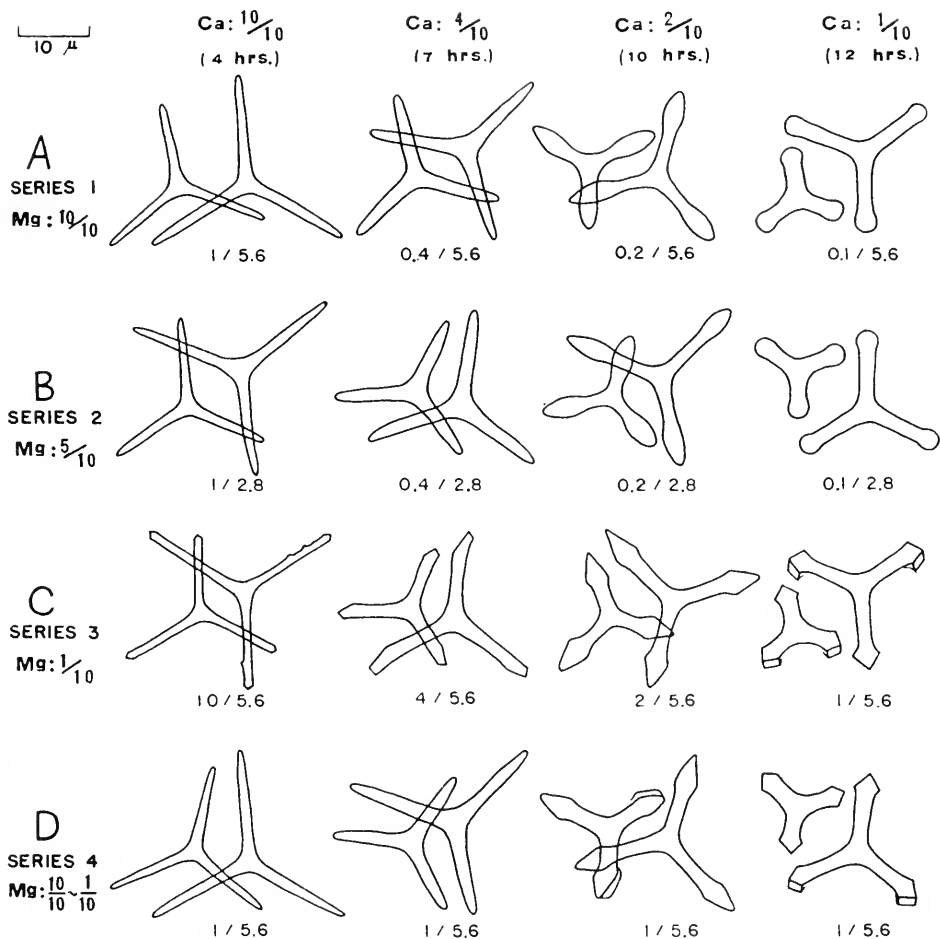 10 μ
Ca: 10/10
(4 hrs.)
Ca: 4/10
(7 hrs.)
Ca: 2/10
(10 hrs.)
Ca: 1/10
(12 hrs.)
A
SERIES 1
Mg: 10/10
1 / 5.6
0.4 / 5.6
0.2 / 5.6
0.1 / 5.6
B
SERIES 2
Mg: 5/10
1 / 2.8
0.4 / 2.8
0.2 / 2.8
0.1 / 2.8
C
SERIES 3
Mg: 1/10
10 / 5.6
4 / 5.6
2 / 5.6
1 / 5.6
D
SERIES 4
Mg: 10/10 ~ 1/10
1 / 5.6
1 / 5.6
1 / 5.6
1 / 5.6